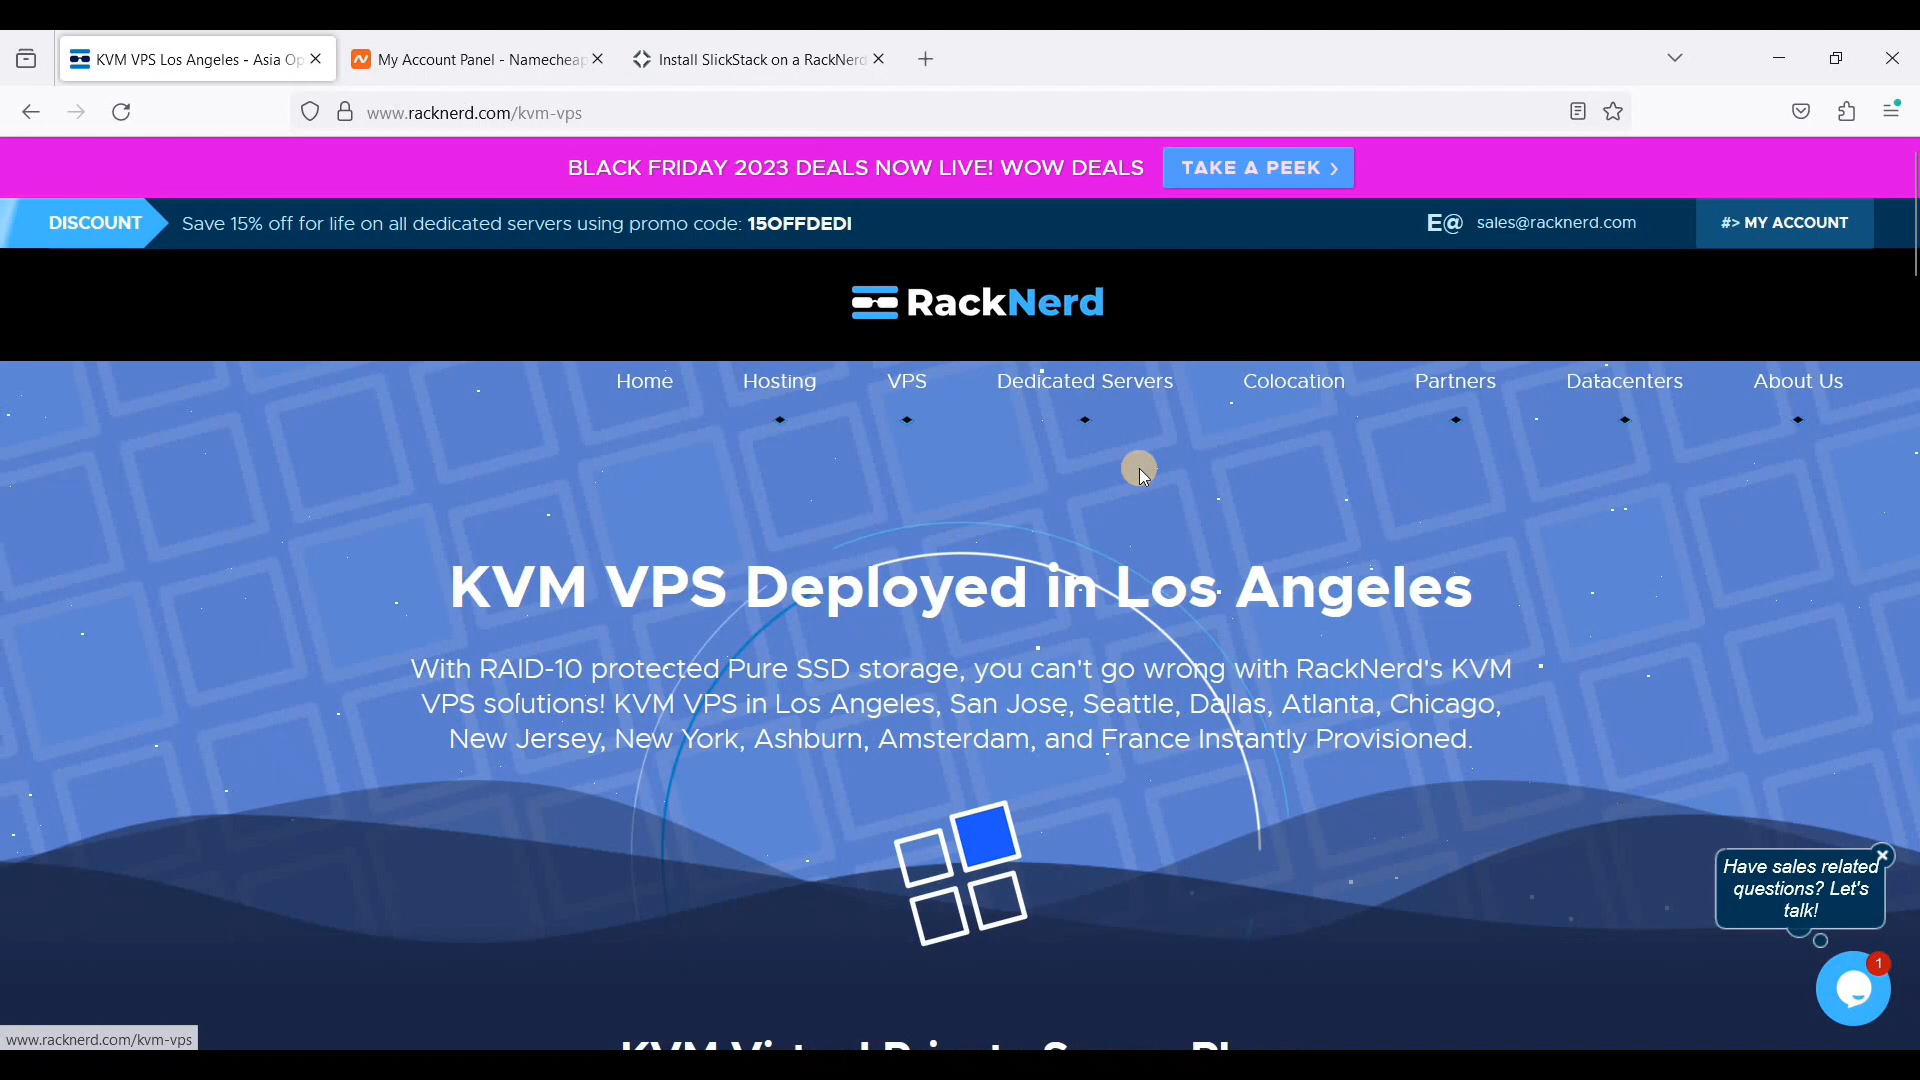 KVM VPS Los Angeles - Asia Op
My Account Panel - Namecheap
Install SlickStack on a RackNerd
www.racknerd.com/kvm-vps
BLACK FRIDAY 2023 DEALS NOW LIVE! WOW DEALS
TAKE A PEEK >
DISCOUNT
Save 15% off for life on all dedicated servers using promo code: 15OFFDEDI
E@ sales@racknerd.com
#> MY ACCOUNT
RackNerd
Home Hosting VPS Dedicated Servers Colocation Partners Datacenters About Us
KVM VPS Deployed in Los Angeles
With RAID-10 protected Pure SSD storage, you can't go wrong with RackNerd's KVM
VPS solutions! KVM VPS in Los Angeles, San Jose, Seattle, Dallas, Atlanta, Chicago,
New Jersey, New York, Ashburn, Amsterdam, and France Instantly Provisioned.
Have sales related
questions? Let's
talk!
1
www.racknerd.com/kvm-vps